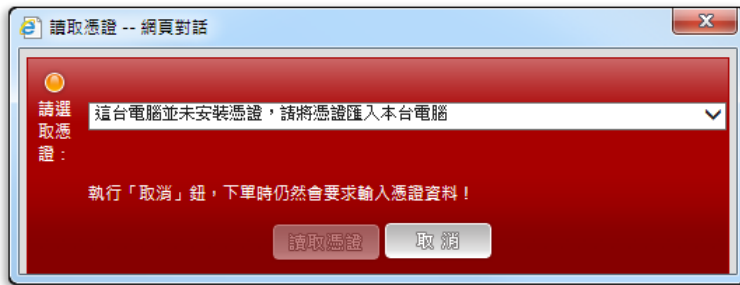 讀取憑證 -- 網頁對話
請選
取憑
證：
這台電腦並未安裝憑證，請將憑證匯入本台電腦
執行「取消」鈕，下單時仍然會要求輸入憑證資料！
讀取憑證
取 消